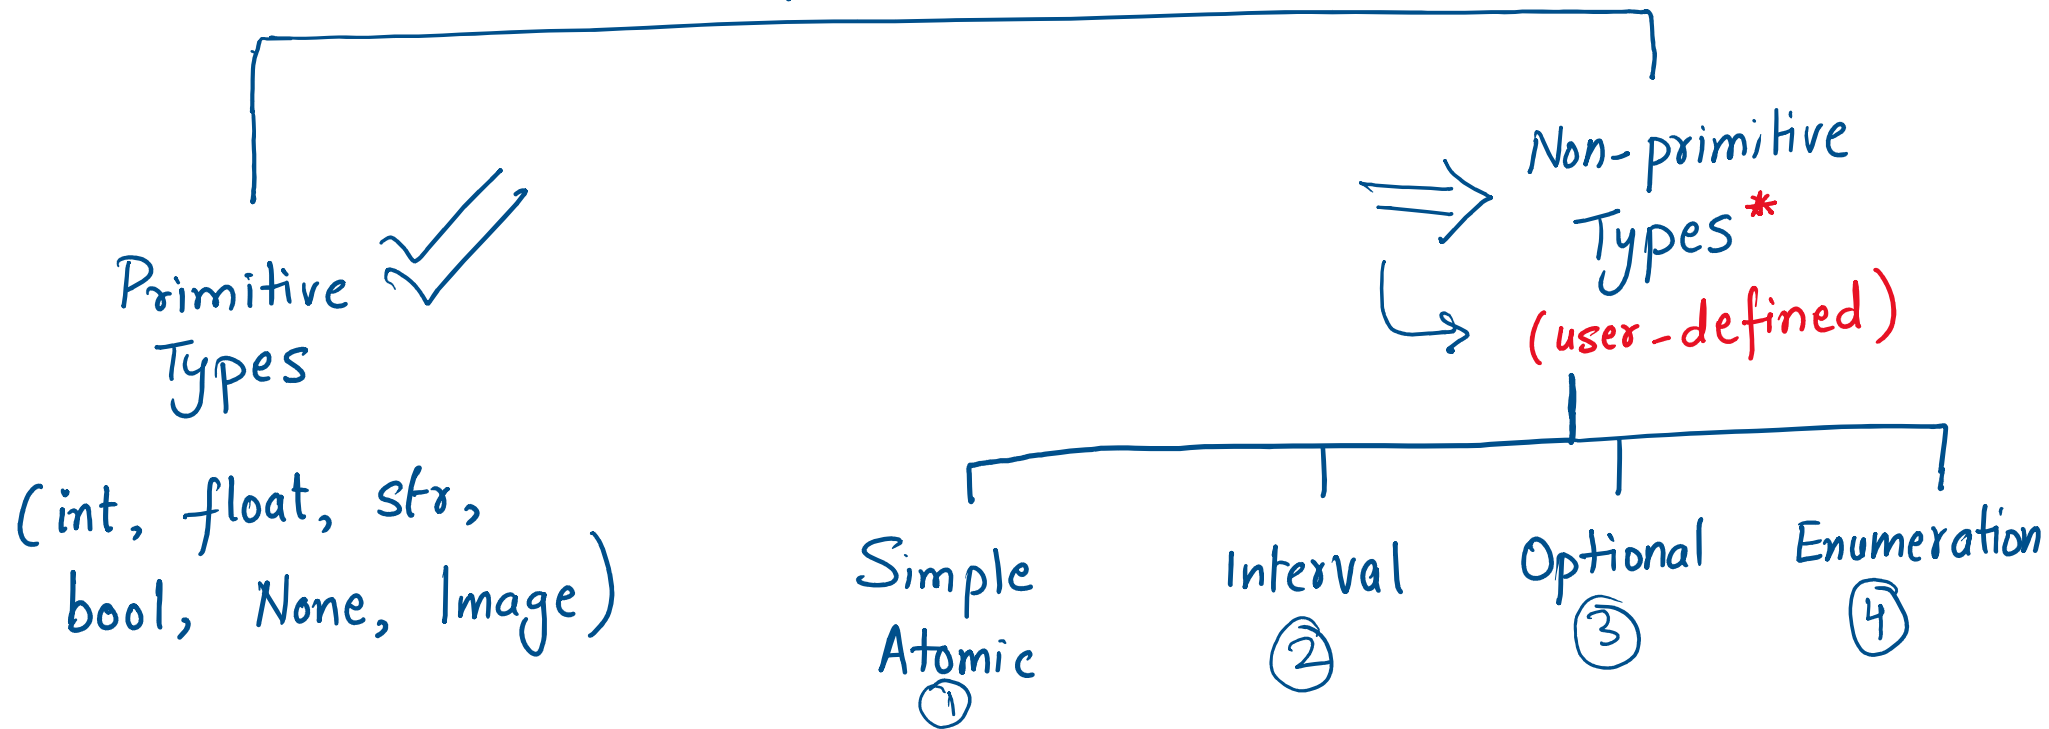 Non-primitive
Types*
(user-defined)
Primitive
Types
(int, float, str,
bool, None, Image)
Simple
Atomic
1
Interval
2
Optional
3
Enumeration
4